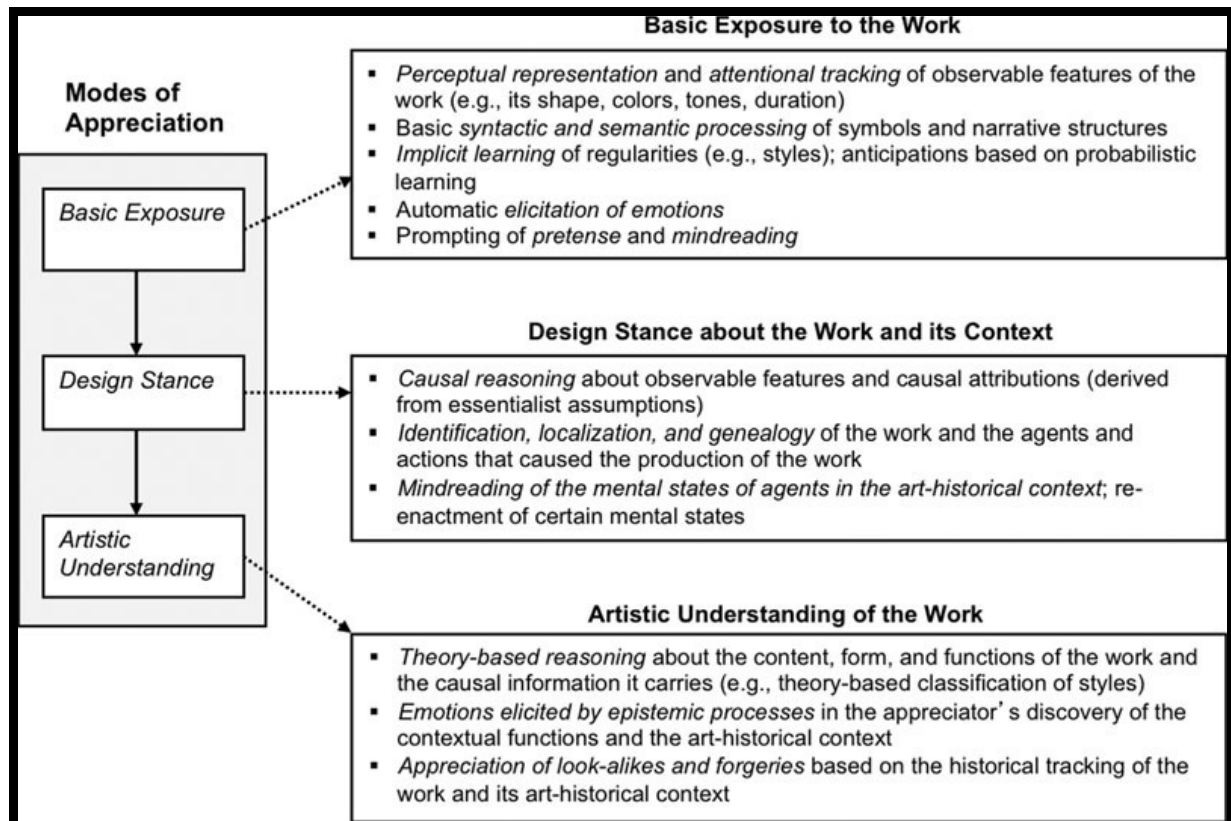 Basic Exposure to the Work
▪ Perceptual representation and attentional tracking of observable features of the
work (e.g., its shape, colors, tones, duration)
▪ Basic syntactic and semantic processing of symbols and narrative structures
▪ Implicit learning of regularities (e.g., styles); anticipations based on probabilistic
learning
▪ Automatic elicitation of emotions
▪ Prompting of pretense and mindreading
Modes of
Appreciation
Basic Exposure
Design Stance
Artistic
Understanding
Design Stance about the Work and its Context
▪ Causal reasoning about observable features and causal attributions (derived
from essentialist assumptions)
▪ Identification, localization, and genealogy of the work and the agents and
actions that caused the production of the work
▪ Mindreading of the mental states of agents in the art-historical context; re-
enactment of certain mental states
Artistic Understanding of the Work
▪ Theory-based reasoning about the content, form, and functions of the work and
the causal information it carries (e.g., theory-based classification of styles)
▪ Emotions elicited by epistemic processes in the appreciator's discovery of the
contextual functions and the art-historical context
▪ Appreciation of look-alikes and forgeries based on the historical tracking of the
work and its art-historical context